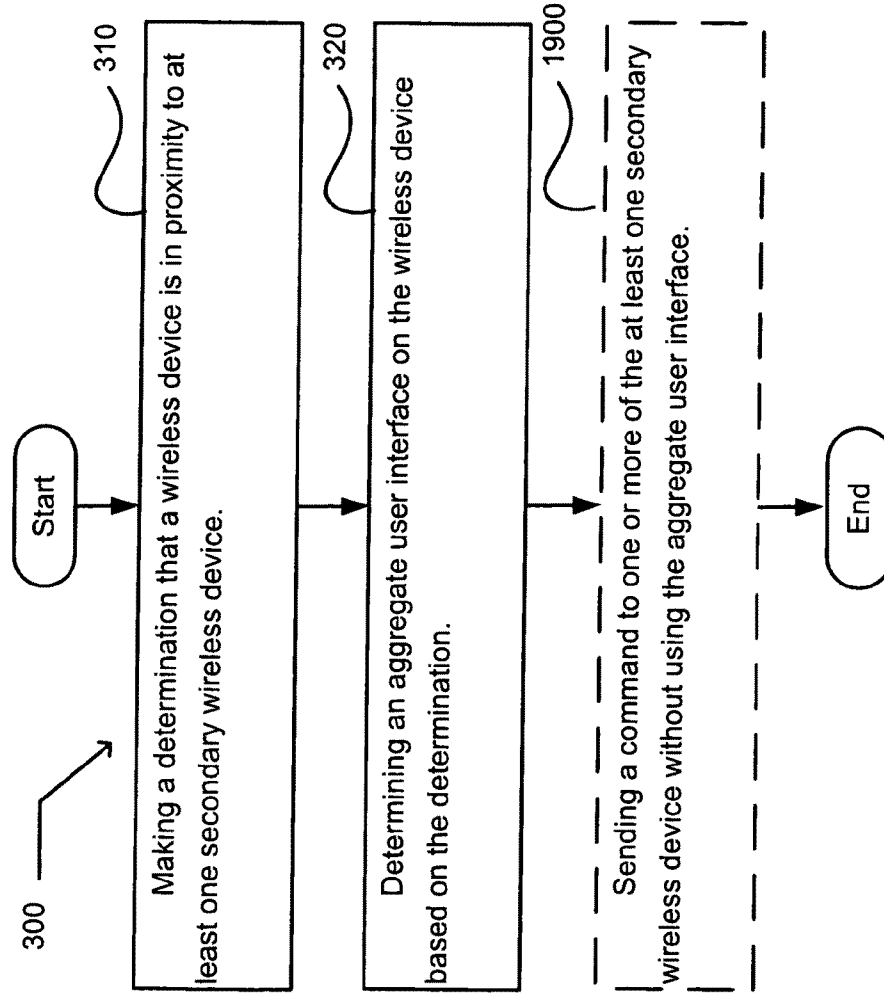 300
Start
310
Making a determination that a wireless device is in proximity to at
least one secondary wireless device.
320
Determining an aggregate user interface on the wireless device
based on the determination.
1900
Sending a command to one or more of the at least one secondary
wireless device without using the aggregate user interface.
End